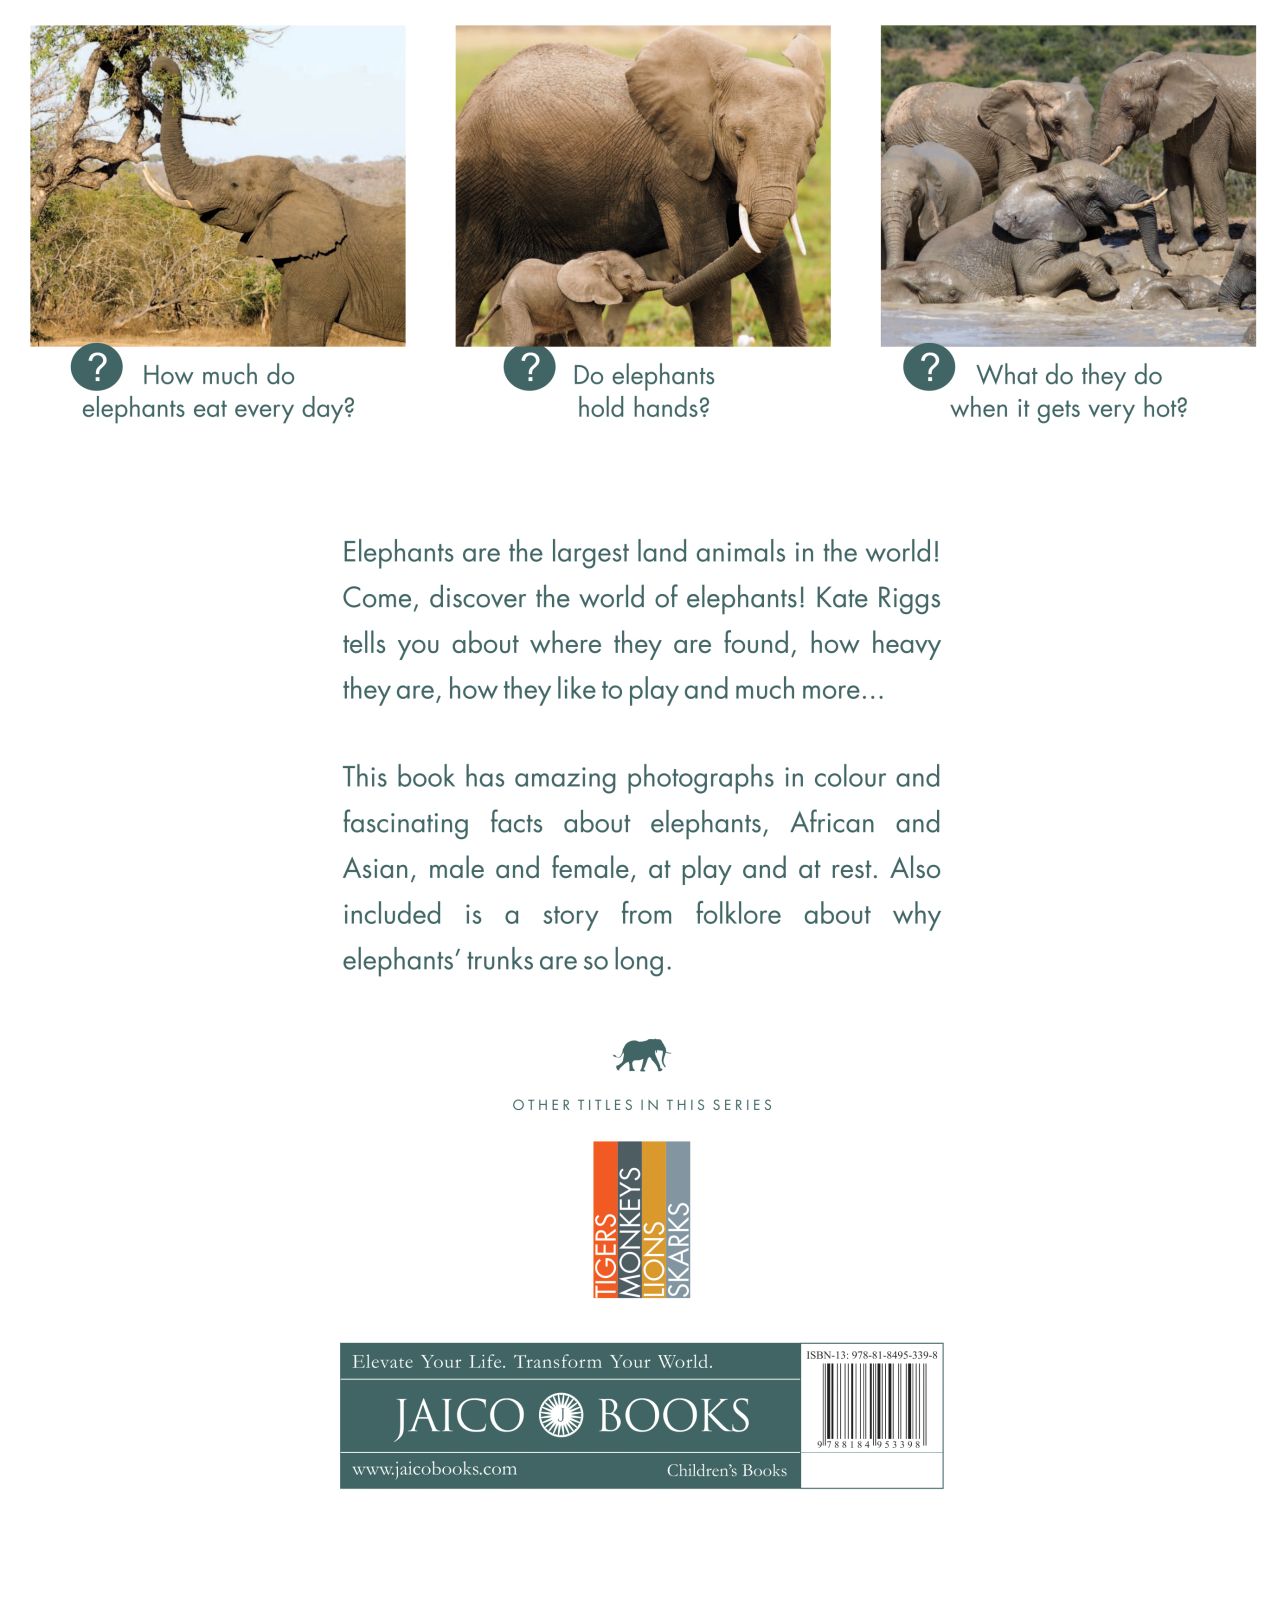 ? How much do
elephants eat every day?
? Do elephants
hold hands?
? What do they do
when it gets very hot?
Elephants are the largest land animals in the world!
Come, discover the world of elephants! Kate Riggs
tells you about where they are found, how heavy
they are, how they like to play and much more...
This book has amazing photographs in colour and
fascinating facts about elephants, African and
Asian, male and female, at play and at rest. Also
included is a story from folklore about why
elephants’ trunks are so long.
OTHER TITLES IN THIS SERIES
TIGERS
MONKEYS
LIONS
SKARKS
Elevate Your Life. Transform Your World.
JAICO J BOOKS
www.jaicobooks.com
Children's Books
ISBN-13: 978-81-8495-339-8
9 788184 953398